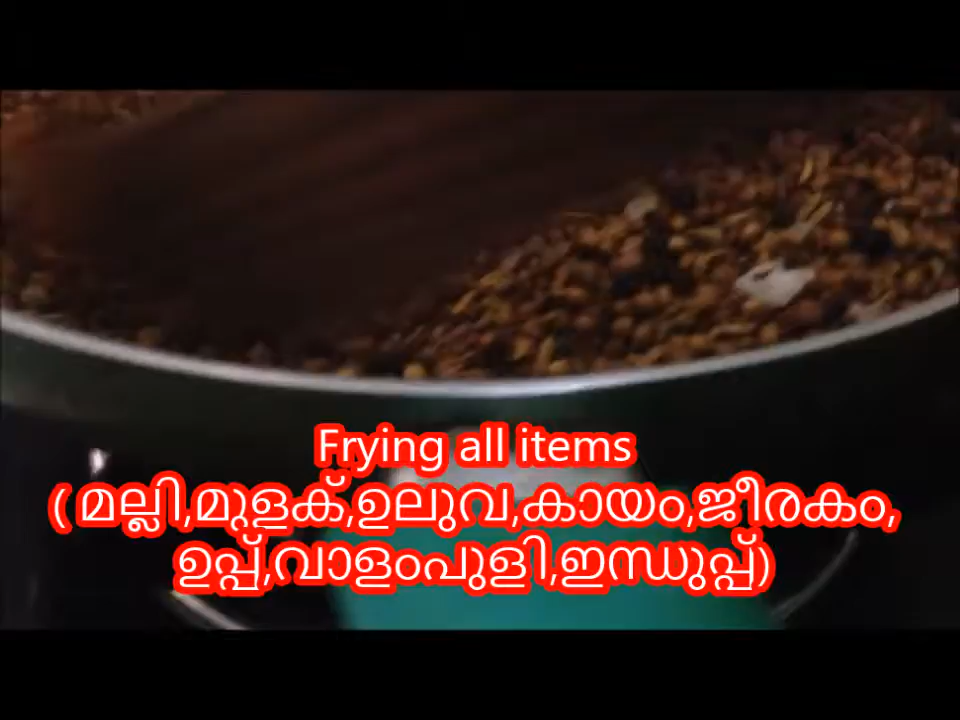 Frying all items
( മല്ലി,മുളക്,ഉലുവ,കായം,ജീരകം,
ഉപ്പ്,വാളംപുളി,ഇന്ധുപ്പ്)